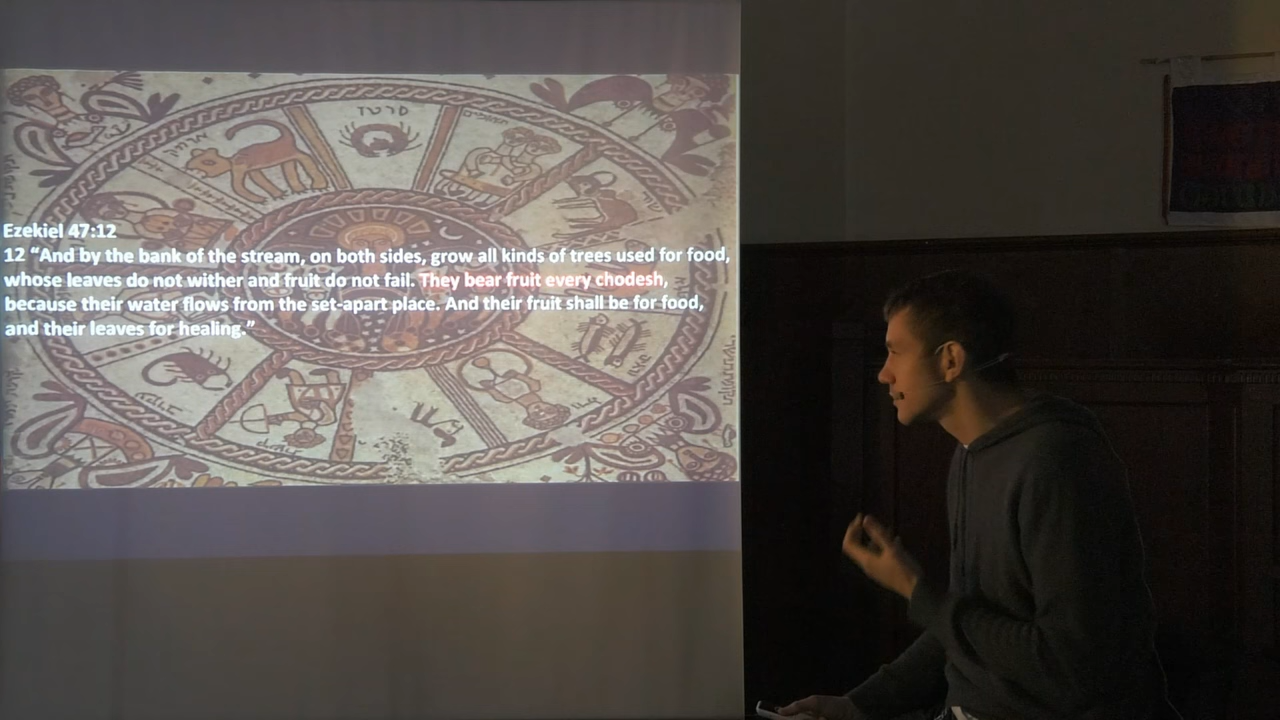 סרטן
Ezekiel 47:12
12 “And by the bank of the stream, on both sides, grow all kinds of trees used for food,
whose leaves do not wither and fruit do not fail. They bear fruit every chodesh,
because their water flows from the set-apart place. And their fruit shall be for food,
and their leaves for healing.”